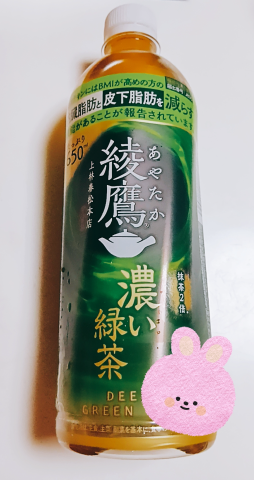 BMIが高めの方の
脂肪と皮下脂肪を減らす
があることが報告されています
あやたか
綾鷹
上林春松本店
濃い
緑茶
抹茶2倍
DEE
GREEN